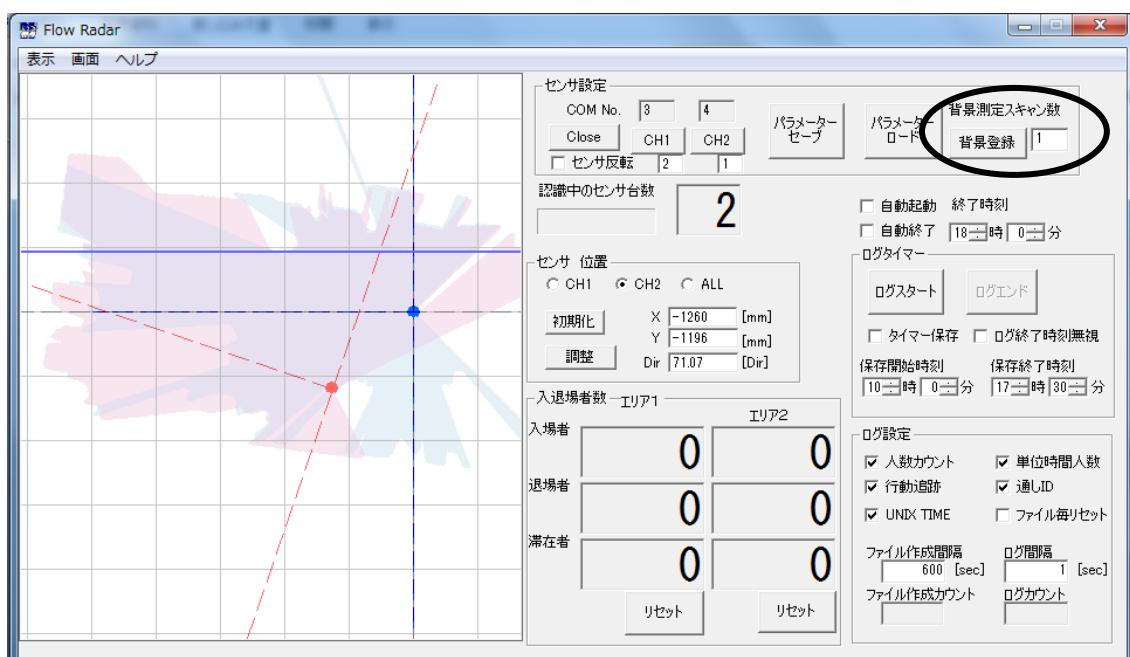 Flow Radar
表示 画面 ヘルプ
センサ設定
COM No. 3 4
Close CH1 CH2
センサ反転 2 1
パラメーター
セーブ
パラメーター
ロード
背景測定スキャン数
背景登録 1
認識中のセンサ台数
2
自動起動 終了時刻
自動終了 18 時 0 分
センサ 位置
CH1 CH2 ALL
初期化 X -1260 [mm]
Y -1196 [mm]
調整 Dir 71.07 [Dir]
ログタイマー
ログスタート ログエンド
タイマー保存 ログ終了時刻無視
保存開始時刻 保存終了時刻
10 時 0 分 17 時 30 分
入退場者数 エリア1 エリア2
入場者 0 0
退場者 0 0
滞在者 0 0
リセット リセット
ログ設定
人数カウント 単位時間人数
行動追跡 通しID
UNIX TIME ファイル毎リセット
ファイル作成間隔 ログ間隔
600 [sec] 1 [sec]
ファイル作成カウント ログカウント